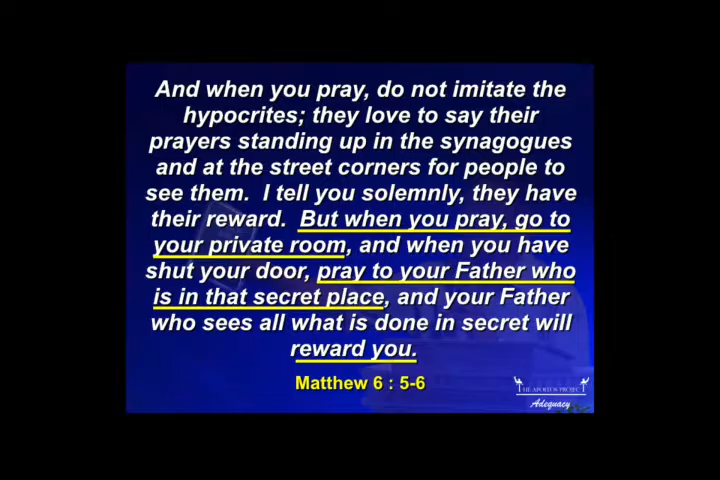 And when you pray, do not imitate the
hypocrites; they love to say their
prayers standing up in the synagogues
and at the street corners for people to
see them.  I tell you solemnly, they have
their reward.  But when you pray, go to
your private room, and when you have
shut your door, pray to your Father who
is in that secret place, and your Father
who sees all what is done in secret will
reward you.
Matthew 6 : 5-6
THE APOLLOS PROJECT
Adequacy